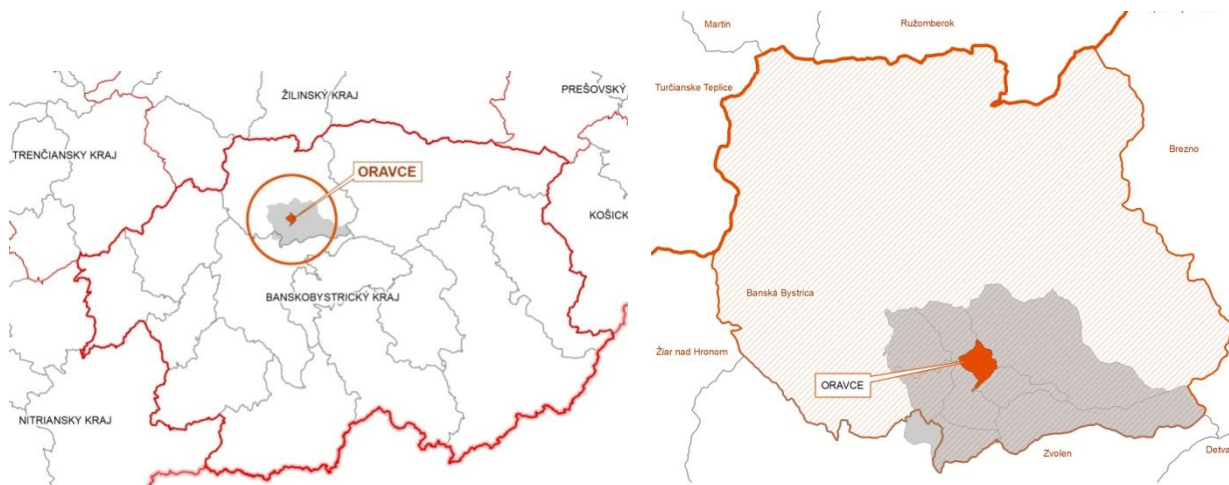 ŽILINSKÝ KRAJ
PREŠOVSKÝ
TRENČIANSKY KRAJ
ORAVCE
KOŠICK
BANSKOBYSTRICKÝ KRAJ
NITRIANSKY KRAJ
Martin
Ružomberok
Turčianske Teplice
Brezno
Banská Bystrica
Žiar nad Hronom
ORAVCE
Zvolen
Detva